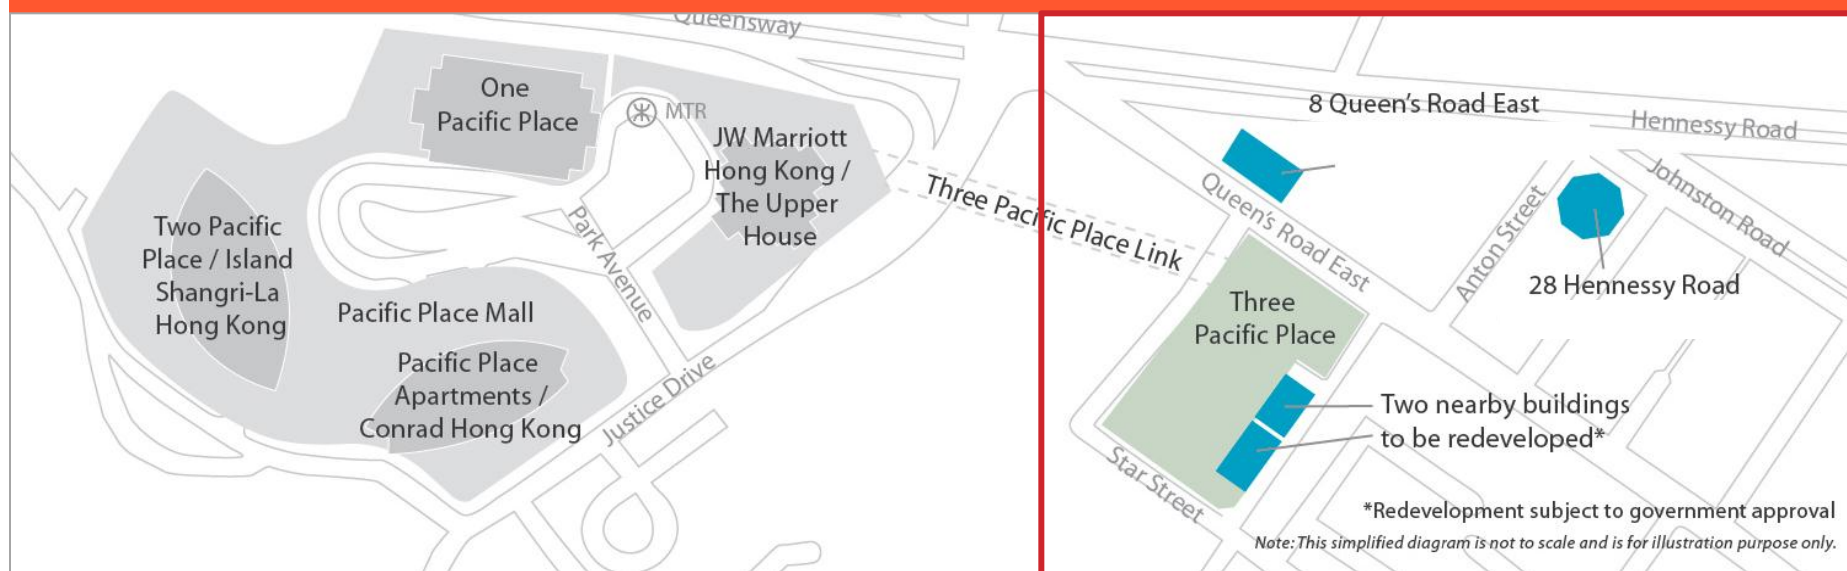 Queensway
One
Pacific Place
MTR
JW Marriott
Hong Kong /
The Upper
House
Two Pacific
Place / Island
Shangri-La
Hong Kong
Park Avenue
Pacific Place Mall
Pacific Place
Apartments /
Conrad Hong Kong
Justice Drive
Three Pacific Place Link
8 Queen's Road East
Hennessy Road
Johnston Road
Queen's Road East
Anton Street
28 Hennessy Road
Three
Pacific Place
Two nearby buildings
to be redeveloped*
Star Street
*Redevelopment subject to government approval
Note: This simplified diagram is not to scale and is for illustration purpose only.